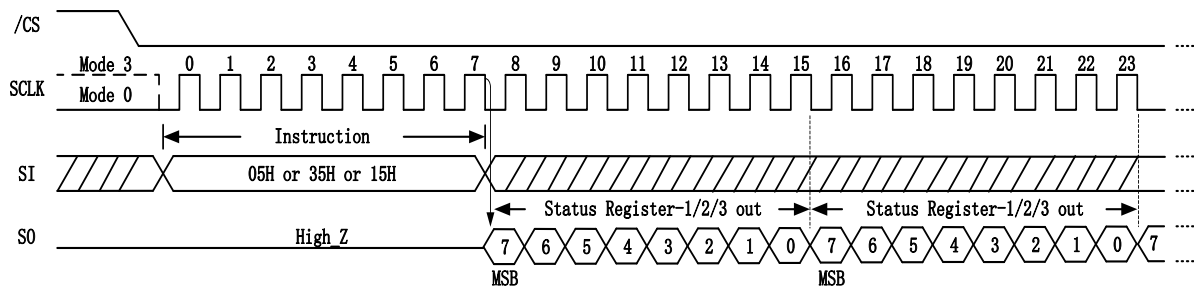 /CS
Mode 3
0 1 2 3 4 5 6 7 8 9 10 11 12 13 14 15 16 17 18 19 20 21 22 23
SCLK
Mode 0
Instruction
SI
05H or 35H or 15H
Status Register-1/2/3 out
Status Register-1/2/3 out
SO
High_Z
7 6 5 4 3 2 1 0 7 6 5 4 3 2 1 0 7
MSB
MSB